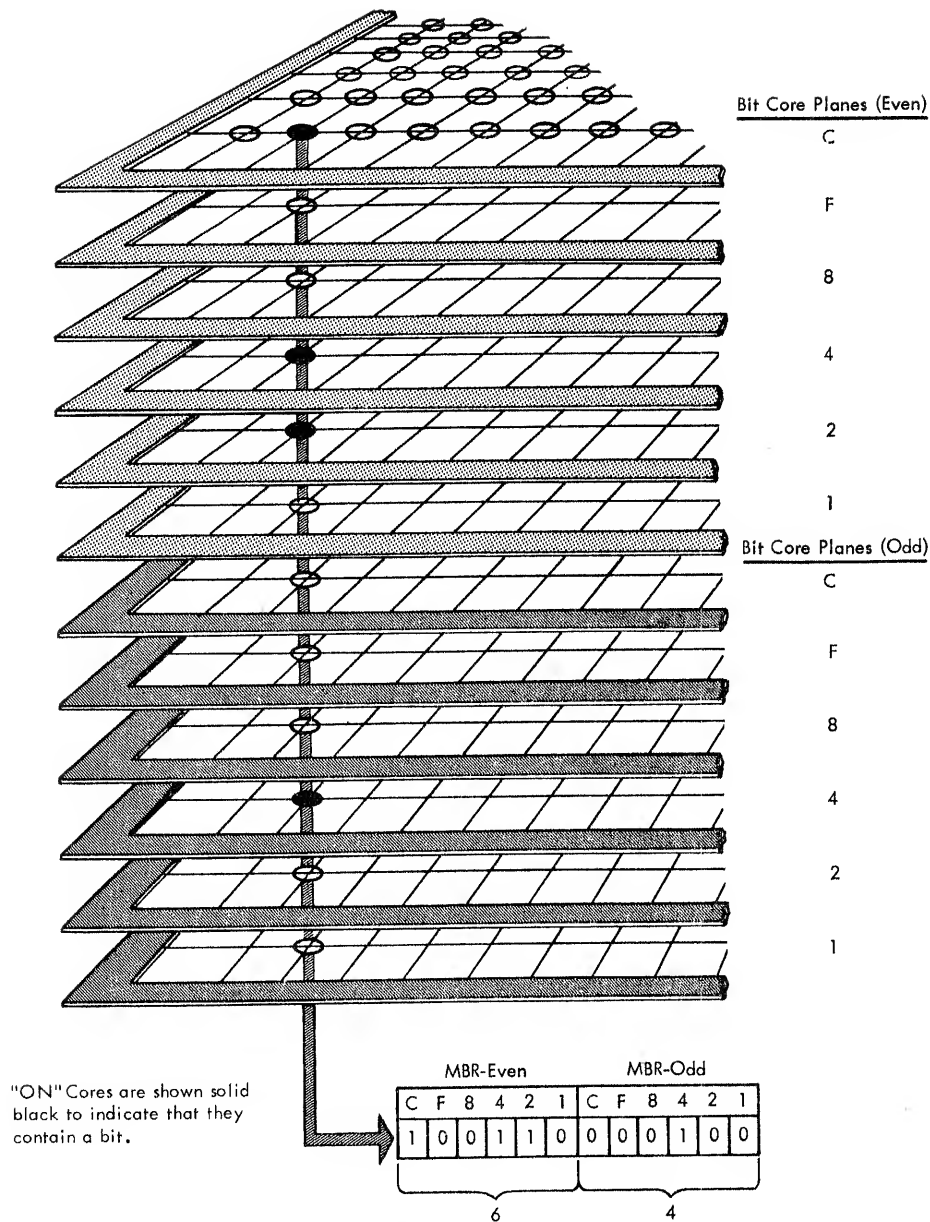 Bit Core Planes (Even)
C
F
8
4
2
1
Bit Core Planes (Odd)
C
F
8
4
2
1
"ON" Cores are shown solid
black to indicate that they
contain a bit.
MBR-Even MBR-Odd
C F 8 4 2 1 C F 8 4 2 1
1 0 0 1 1 0 0 0 0 1 0 0
6 4